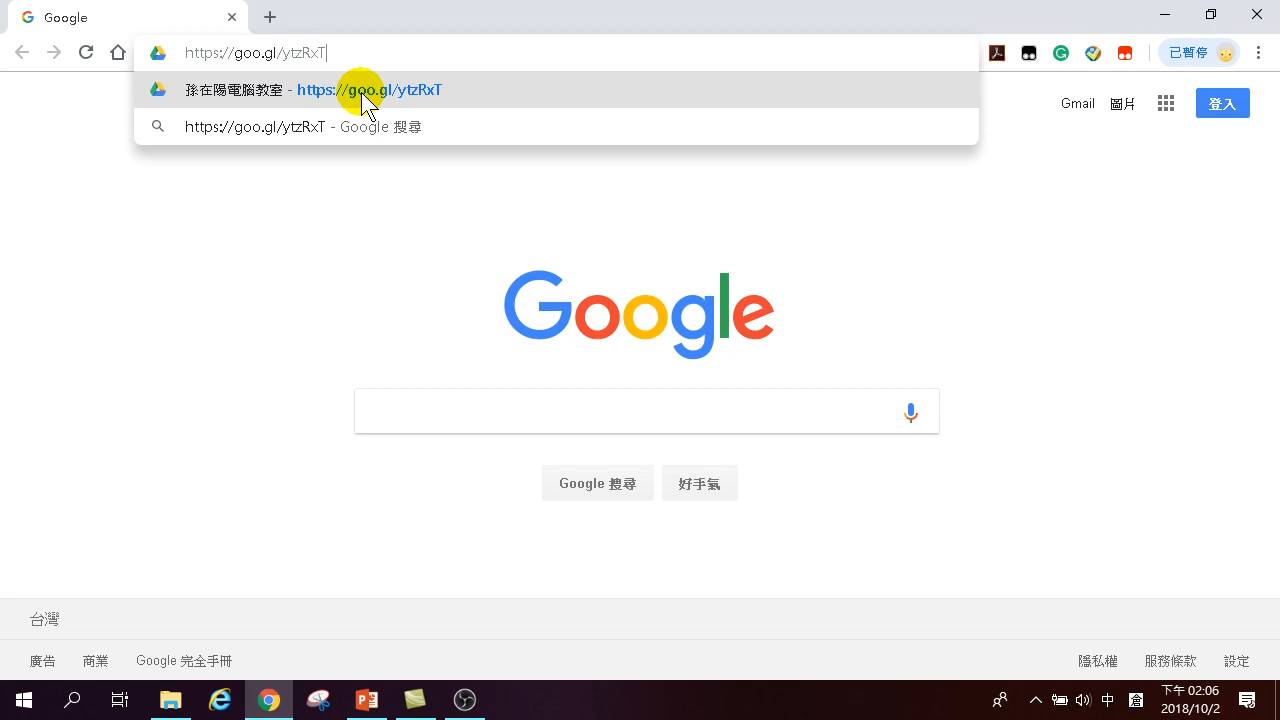 Google
https://goo.gl/ytzRxT
孫在陽電腦教室 - https://goo.gl/ytzRxT
https://goo.gl/ytzRxT - Google 搜尋
已暫停
Gmail
圖片
登入
Google
Google 搜尋
好手氣
台灣
廣告
商業
Google 完全手冊
隱私權
服務條款
設定
中
下午 02:06
2018/10/2